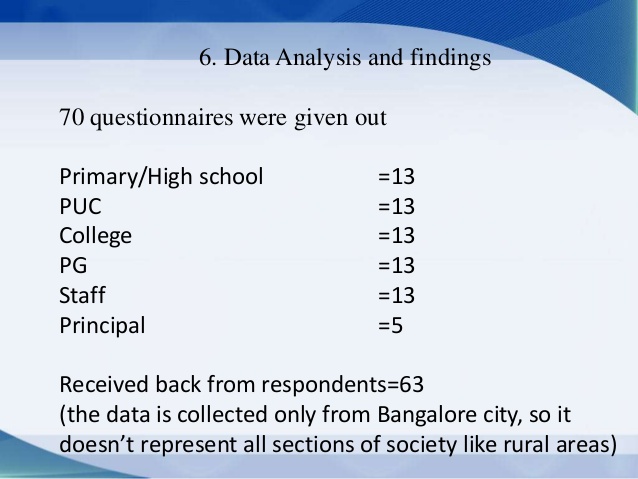 6. Data Analysis and findings
70 questionnaires were given out
Primary/High school =13
PUC =13
College =13
PG =13
Staff =13
Principal =5
Received back from respondents=63
(the data is collected only from Bangalore city, so it
doesn’t represent all sections of society like rural areas)